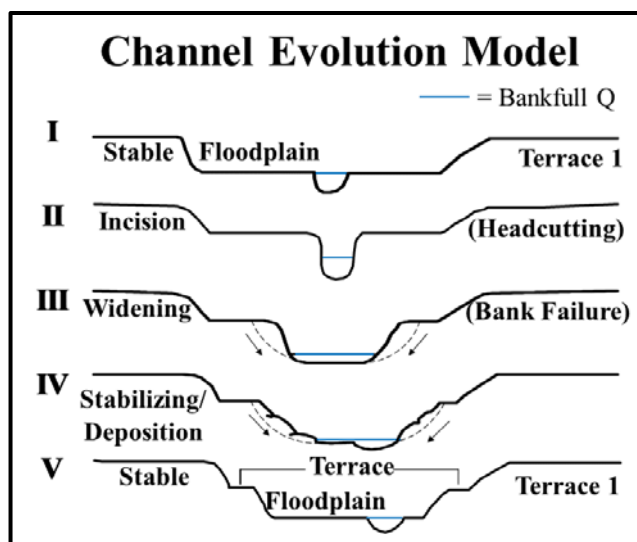 Channel Evolution Model
= Bankfull Q
I
Stable
Floodplain
Terrace 1
II
Incision
(Headcutting)
III
Widening
(Bank Failure)
IV
Stabilizing/
Deposition
V
Stable
Terrace
Floodplain
Terrace 1